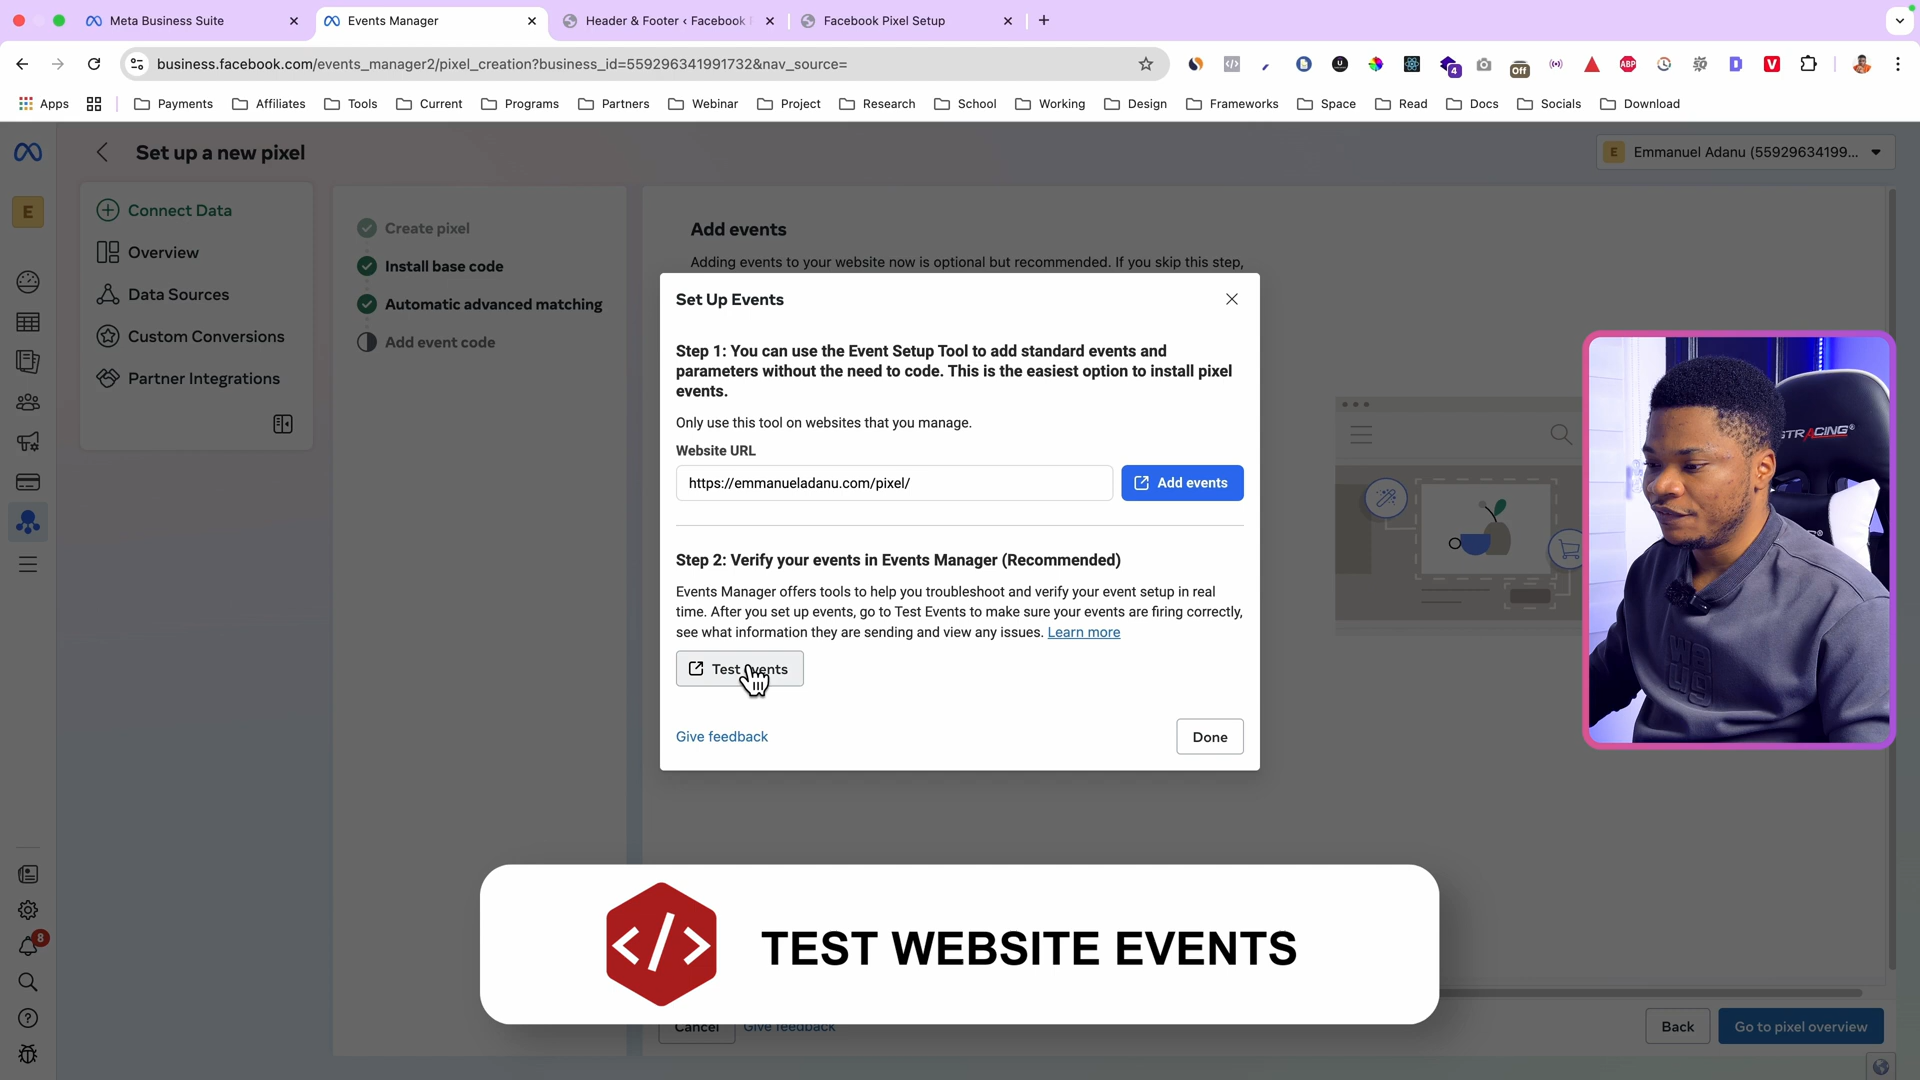 Meta Business Suite
Events Manager
Header & Footer ‹ Facebook
Facebook Pixel Setup
business.facebook.com/events_manager2/pixel_creation?business_id=559296341991732&nav_source=
4
Off
ABP
Apps
Payments
Affiliates
Tools
Current
Programs
Partners
Webinar
Project
Research
School
Working
Design
Frameworks
Space
Read
Docs
Socials
Download
Set up a new pixel
E
Emmanuel Adanu (55929634199...
E
Connect Data
Overview
Data Sources
Custom Conversions
Partner Integrations
Create pixel
Install base code
Automatic advanced matching
Add event code
Add events
Adding events to your website now is optional but recommended. If you skip this step,
Set Up Events
Step 1: You can use the Event Setup Tool to add standard events and
parameters without the need to code. This is the easiest option to install pixel
events.
Only use this tool on websites that you manage.
Website URL
https://emmanueladanu.com/pixel/
Add events
Step 2: Verify your events in Events Manager (Recommended)
Events Manager offers tools to help you troubleshoot and verify your event setup in real
time. After you set up events, go to Test Events to make sure your events are firing correctly,
see what information they are sending and view any issues. Learn more
Test events
Give feedback
Done
GTRACING
8
</> TEST WEBSITE EVENTS
Cancel
Give feedback
Back
Go to pixel overview